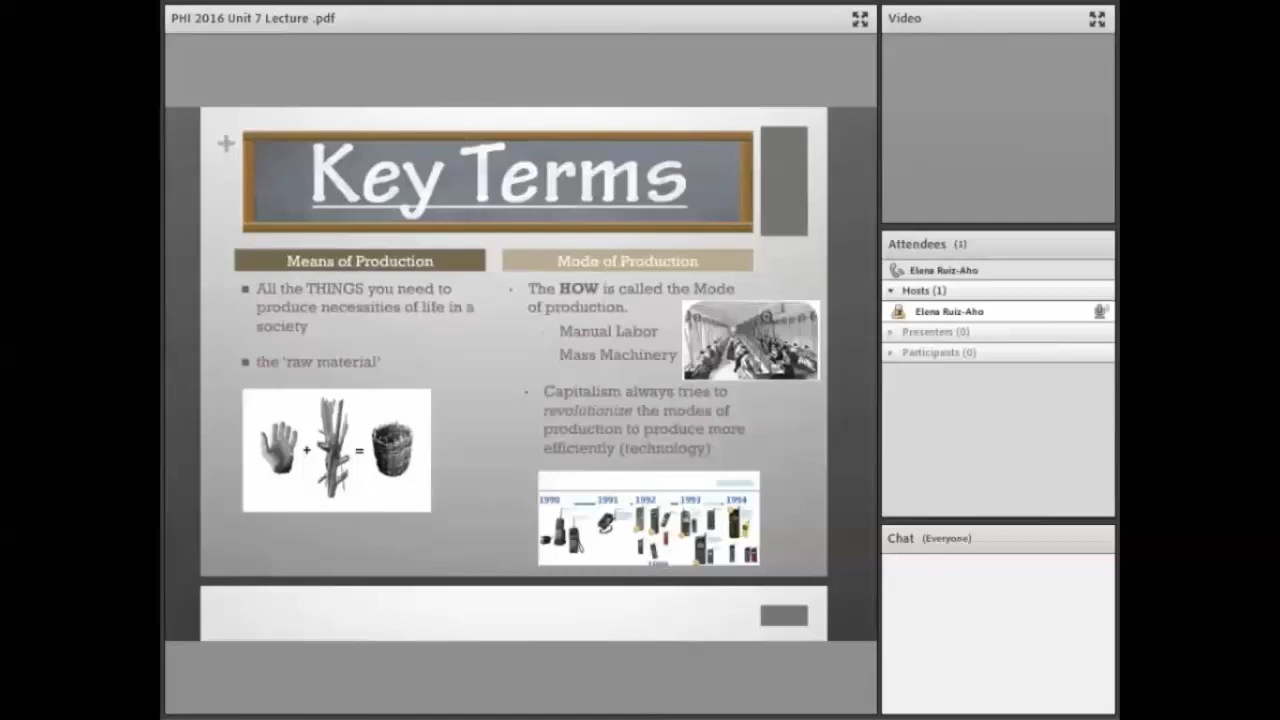 PHI 2016 Unit 7 Lecture .pdf
Key Terms
Means of Production
All the THINGS you need to
produce necessities of life in a
society
the 'raw material'
+
=
Mode of Production
The HOW is called the Mode
of production.
Manual Labor
Mass Machinery
Capitalism always tries to
revolutionize the modes of
production to produce more
efficiently (technology)
1990 1991 1992 1993 1994
Video
Attendees (1)
Elena Ruiz-Aho
Hosts (1)
Elena Ruiz-Aho
Presenters (0)
Participants (0)
Chat (Everyone)